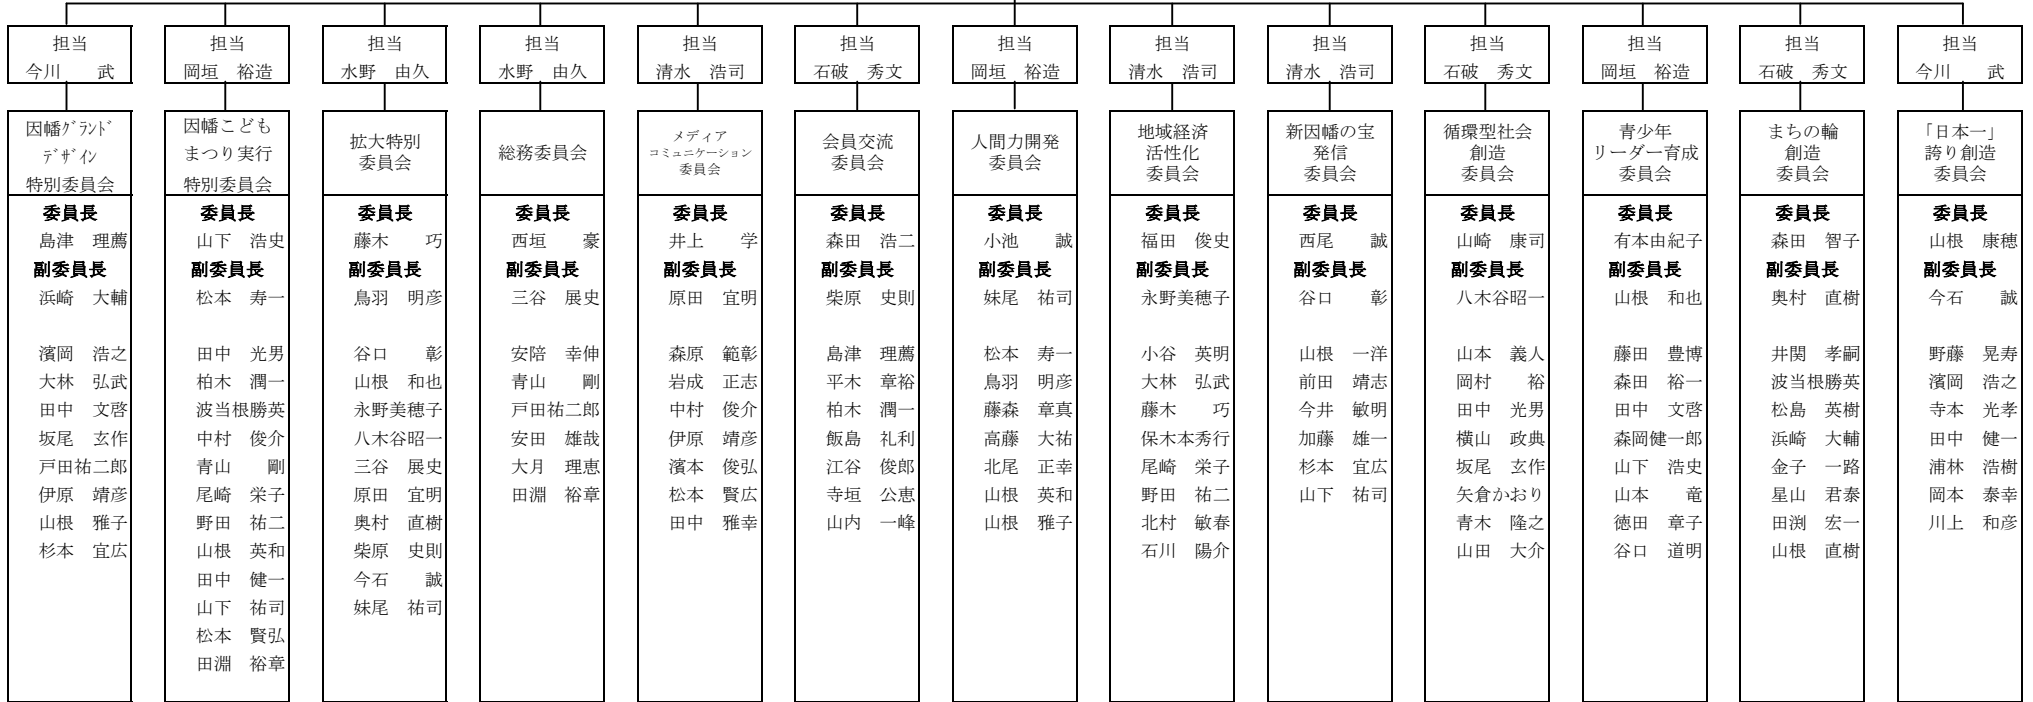 担当
今川　武
因幡ｸﾞﾗﾝﾄﾞ
ﾃﾞｻﾞｲﾝ
特別委員会
委員長
島津　理薦
副委員長
浜崎　大輔
濱岡　浩之
大林　弘武
田中　文啓
坂尾　玄作
戸田祐二郎
伊原　靖彦
山根　雅子
杉本　宜広
担当
岡垣　裕造
因幡こども
まつり実行
特別委員会
委員長
山下　浩史
副委員長
松本　寿一
田中　光男
柏木　潤一
波当根勝英
中村　俊介
青山　剛
尾崎　栄子
野田　祐二
山根　英和
田中　健一
山下　祐司
松本　賢弘
田淵　裕章
担当
水野　由久
拡大特別
委員会
委員長
藤木　巧
副委員長
鳥羽　明彦
谷口　彰
山根　和也
永野美穂子
八木谷昭一
三谷　展史
原田　宜明
奥村　直樹
柴原　史則
今石　誠
妹尾　祐司
担当
水野　由久
総務委員会
委員長
西垣　豪
副委員長
三谷　展史
安陪　幸伸
青山　剛
戸田祐二郎
安田　雄哉
大月　理恵
田淵　裕章
担当
清水　浩司
メディア
コミュニケーション
委員会
委員長
井上　学
副委員長
原田　宜明
森原　範彰
岩成　正志
中村　俊介
伊原　靖彦
濱本　俊弘
松本　賢広
田中　雅幸
担当
石破　秀文
会員交流
委員会
委員長
森田　浩二
副委員長
柴原　史則
島津　理薦
平木　章裕
柏木　潤一
飯島　礼利
江谷　俊郎
寺垣　公恵
山内　一峰
担当
岡垣　裕造
人間力開発
委員会
委員長
小池　誠
副委員長
妹尾　祐司
松本　寿一
鳥羽　明彦
藤森　章真
高藤　大祐
北尾　正幸
山根　英和
山根　雅子
担当
清水　浩司
地域経済
活性化
委員会
委員長
福田　俊史
副委員長
永野美穂子
小谷　英明
大林　弘武
藤木　巧
保木本秀行
尾崎　栄子
野田　祐二
北村　敏春
石川　陽介
担当
清水　浩司
新因幡の宝
発信
委員会
委員長
西尾　誠
副委員長
谷口　彰
山根　一洋
前田　靖志
今井　敏明
加藤　雄一
杉本　宜広
山下　祐司
担当
石破　秀文
循環型社会
創造
委員会
委員長
山崎　康司
副委員長
八木谷昭一
山本　義人
岡村　裕
田中　光男
横山　政典
坂尾　玄作
矢倉かおり
青木　隆之
山田　大介
担当
岡垣　裕造
青少年
リーダー育成
委員会
委員長
有本由紀子
副委員長
山根　和也
藤田　豊博
森田　裕一
田中　文啓
森岡健一郎
山下　浩史
山本　竜
徳田　章子
谷口　道明
担当
石破　秀文
まちの輪
創造
委員会
委員長
森田　智子
副委員長
奥村　直樹
井関　孝嗣
波当根勝英
松島　英樹
浜崎　大輔
金子　一路
星山　君泰
田渕　宏一
山根　直樹
担当
今川　武
「日本一」
誇り創造
委員会
委員長
山根　康穂
副委員長
今石　誠
野藤　晃寿
濱岡　浩之
寺本　光孝
田中　健一
浦林　浩樹
岡本　泰幸
川上　和彦